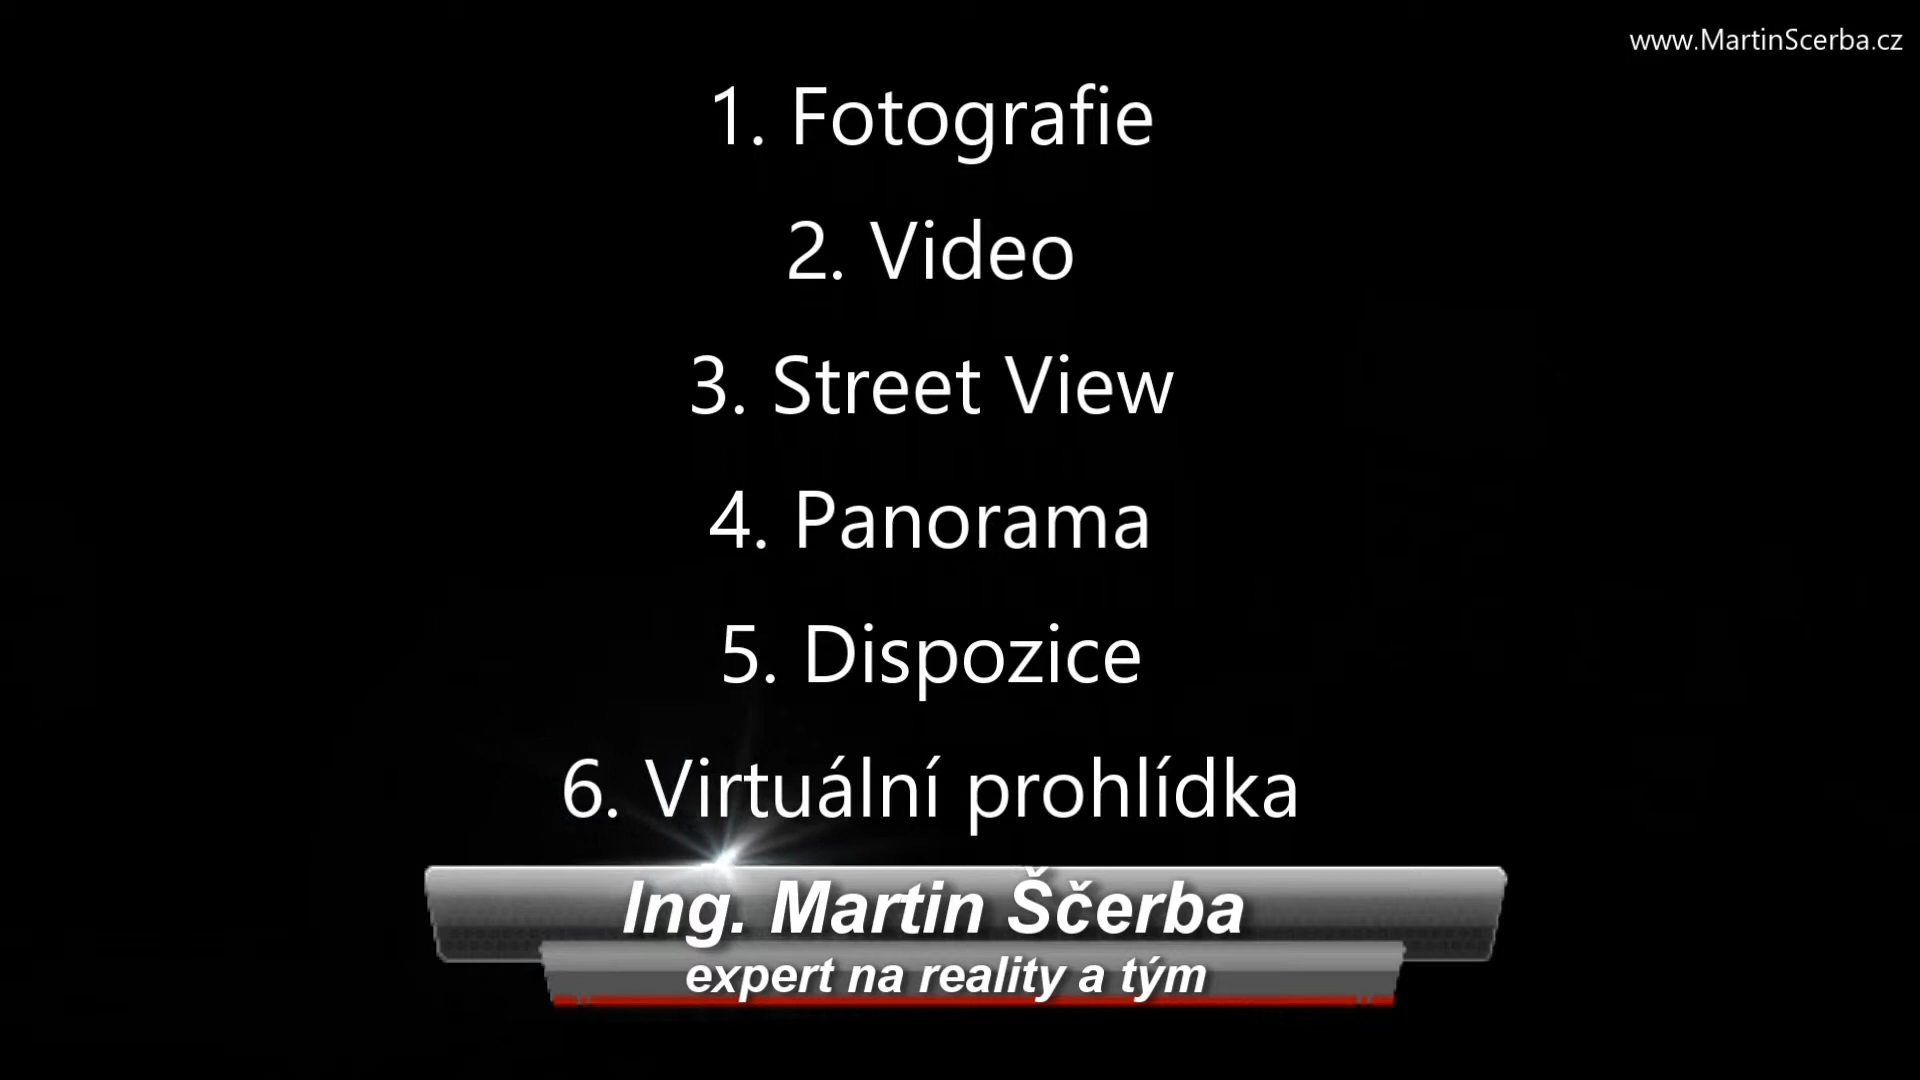 www.MartinScerba.cz
1. Fotografie
2. Video
3. Street View
4. Panorama
5. Dispozice
6. Virtuální prohlídka
Ing. Martin Ščerba
expert na reality a tým